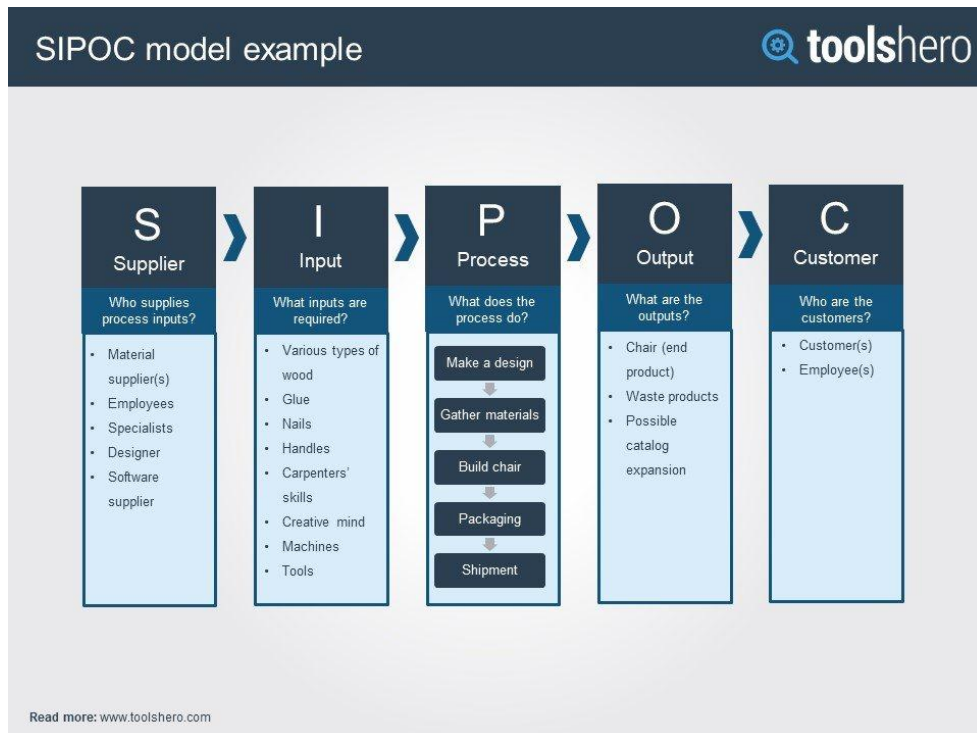 SIPOC model example
toolshero
S
Supplier
Who supplies
process inputs?
• Material
supplier(s)
• Employees
• Specialists
• Designer
• Software
supplier
I
Input
What inputs are
required?
• Various types of
wood
• Glue
• Nails
• Handles
• Carpenters'
skills
• Creative mind
• Machines
• Tools
P
Process
What does the
process do?
Make a design
Gather materials
Build chair
Packaging
Shipment
O
Output
What are the
outputs?
• Chair (end
product)
• Waste products
• Possible
catalog
expansion
C
Customer
Who are the
customers?
• Customer(s)
• Employee(s)
Read more: www.toolshero.com